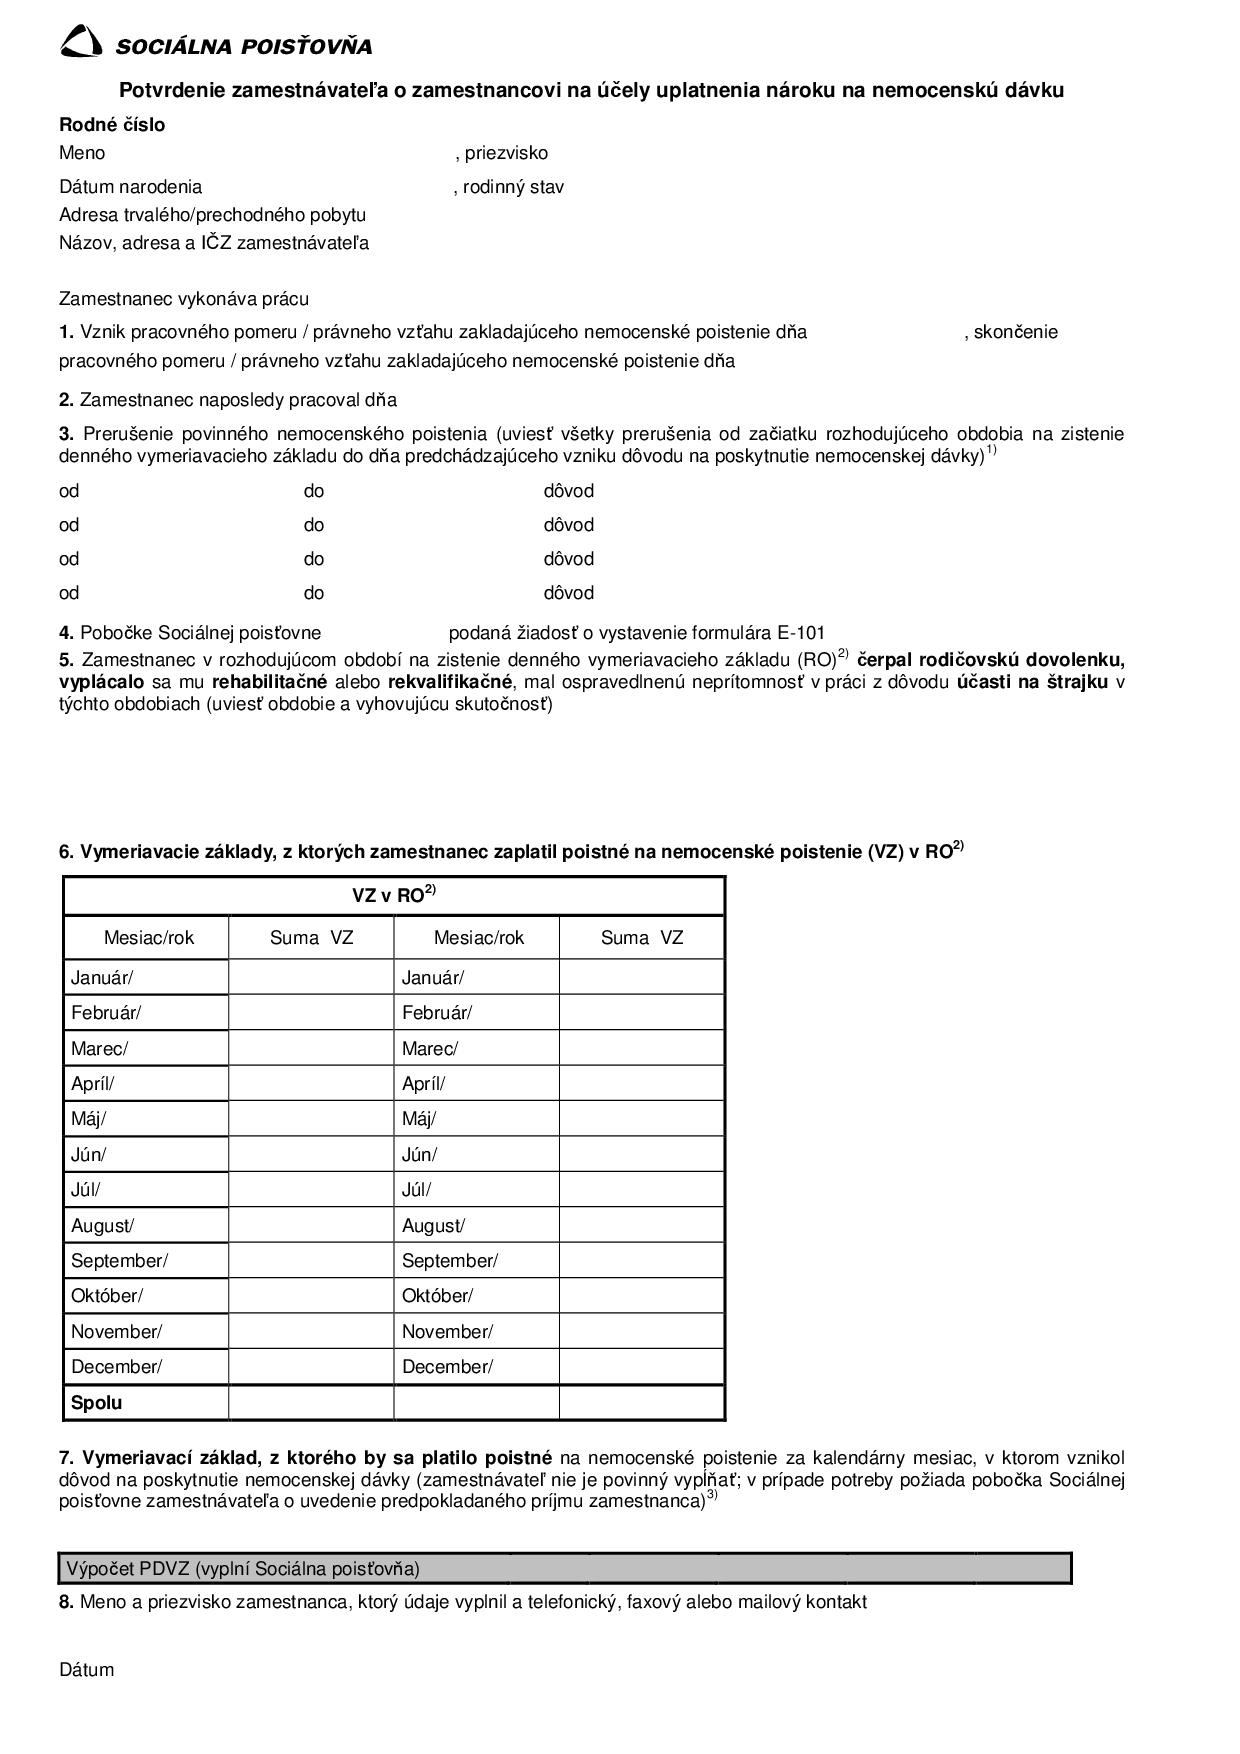 SOCIÁLNA POISŤOVŇA
Potvrdenie zamestnávateľa o zamestnancovi na účely uplatnenia nároku na nemocenskú dávku
Rodné číslo
Meno , priezvisko
Dátum narodenia , rodinný stav
Adresa trvalého/prechodného pobytu
Názov, adresa a IČZ zamestnávateľa
Zamestnanec vykonáva prácu
1. Vznik pracovného pomeru / právneho vzťahu zakladajúceho nemocenské poistenie dňa , skončenie
pracovného pomeru / právneho vzťahu zakladajúceho nemocenské poistenie dňa
2. Zamestnanec naposledy pracoval dňa
3. Prerušenie povinného nemocenského poistenia (uviesť všetky prerušenia od začiatku rozhodujúceho obdobia na zistenie
denného vymeriavacieho základu do dňa predchádzajúceho vzniku dôvodu na poskytnutie nemocenskej dávky)1)
od do dôvod
od do dôvod
od do dôvod
od do dôvod
4. Pobočke Sociálnej poisťovne podaná žiadosť o vystavenie formulára E-101
5. Zamestnanec v rozhodujúcom období na zistenie denného vymeriavacieho základu (RO)2) čerpal rodičovskú dovolenku,
vyplácalo sa mu rehabilitačné alebo rekvalifikačné, mal ospravedlnenú neprítomnosť v práci z dôvodu účasti na štrajku v
týchto obdobiach (uviesť obdobie a vyhovujúcu skutočnosť)
6. Vymeriavacie základy, z ktorých zamestnanec zaplatil poistné na nemocenské poistenie (VZ) v RO2)
VZ v RO2)
Mesiac/rok Suma VZ Mesiac/rok Suma VZ
Január/ Január/
Február/ Február/
Marec/ Marec/
Apríl/ Apríl/
Máj/ Máj/
Jún/ Jún/
Júl/ Júl/
August/ August/
September/ September/
Október/ Október/
November/ November/
December/ December/
Spolu
7. Vymeriavací základ, z ktorého by sa platilo poistné na nemocenské poistenie za kalendárny mesiac, v ktorom vznikol
dôvod na poskytnutie nemocenskej dávky (zamestnávateľ nie je povinný vypĺňať; v prípade potreby požiada pobočka Sociálnej
poisťovne zamestnávateľa o uvedenie predpokladaného príjmu zamestnanca)3)
Výpočet PDVZ (vyplní Sociálna poisťovňa)
8. Meno a priezvisko zamestnanca, ktorý údaje vyplnil a telefonický, faxový alebo mailový kontakt
Dátum